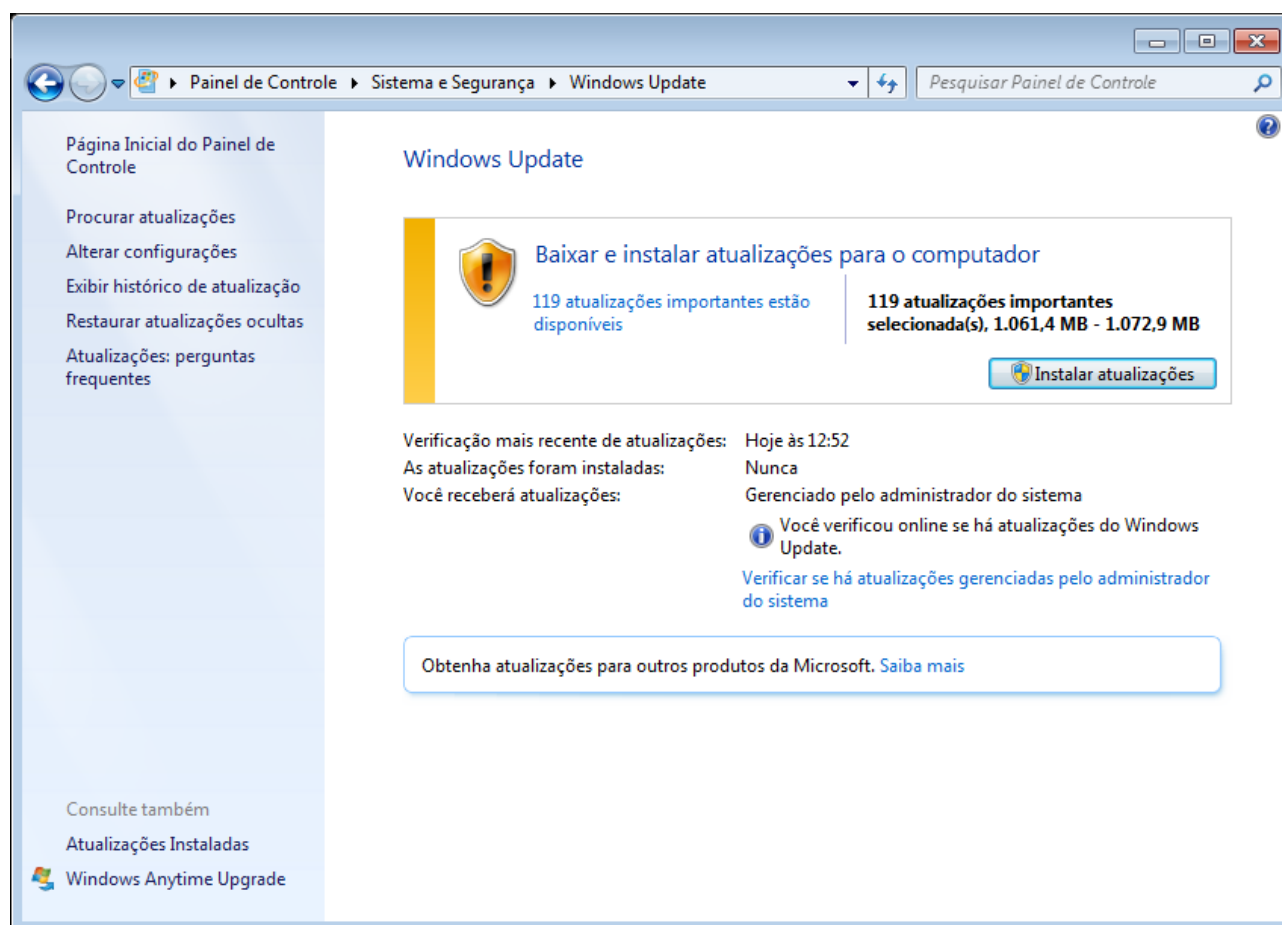 Painel de Controle Sistema e Segurança Windows Update
Pesquisar Painel de Controle
Página Inicial do Painel de
Controle
Procurar atualizações
Alterar configurações
Exibir histórico de atualização
Restaurar atualizações ocultas
Atualizações: perguntas
frequentes
Windows Update
Baixar e instalar atualizações para o computador
119 atualizações importantes estão
disponíveis
119 atualizações importantes
selecionada(s), 1.061,4 MB - 1.072,9 MB
Instalar atualizações
Verificação mais recente de atualizações: Hoje às 12:52
As atualizações foram instaladas: Nunca
Você receberá atualizações: Gerenciado pelo administrador do sistema
Você verificou online se há atualizações do Windows
Update.
Verificar se há atualizações gerenciadas pelo administrador
do sistema
Obtenha atualizações para outros produtos da Microsoft. Saiba mais
Consulte também
Atualizações Instaladas
Windows Anytime Upgrade